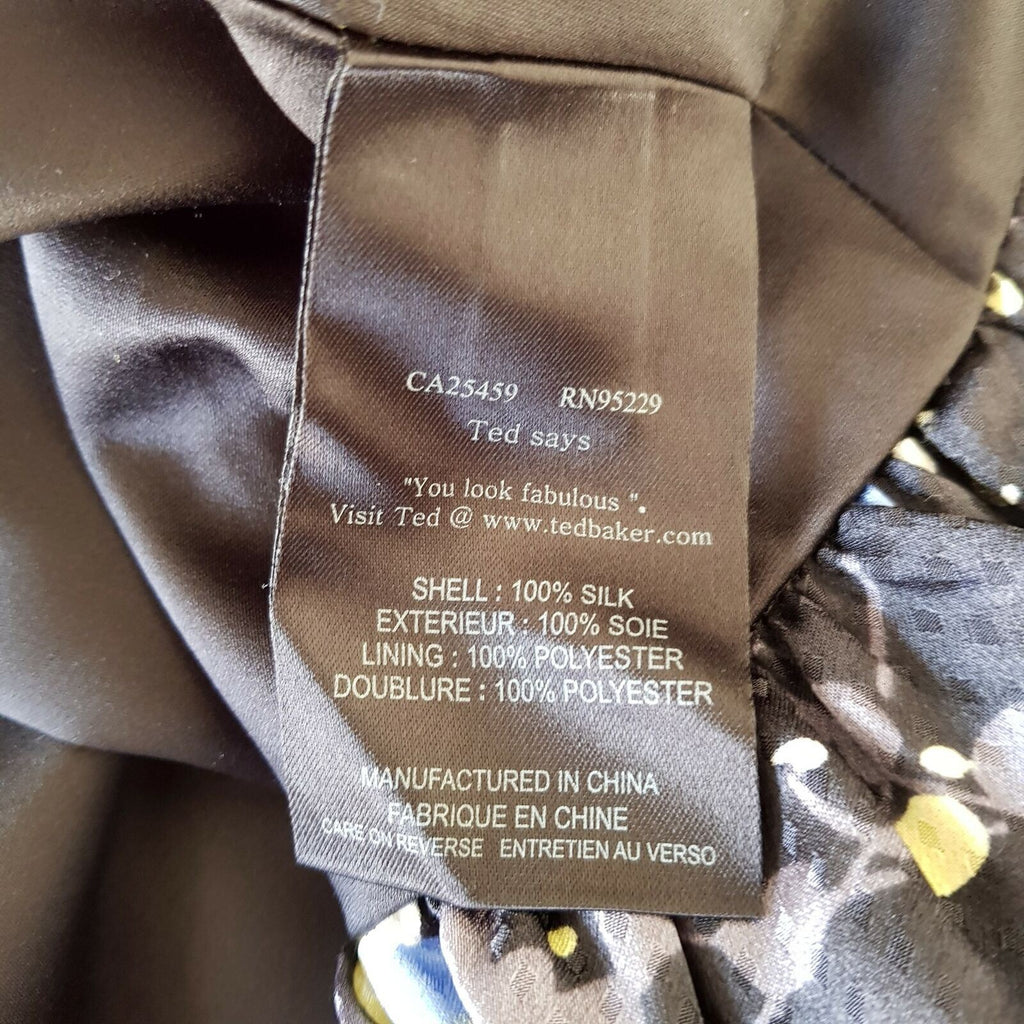 CA25459 RN95229
Ted says
"You look fabulous ".
Visit Ted @ www.tedbaker.com
SHELL : 100% SILK
EXTERIEUR : 100% SOIE
LINING : 100% POLYESTER
DOUBLURE : 100% POLYESTER
MANUFACTURED IN CHINA
FABRIQUE EN CHINE
CARE ON REVERSE ENTRETIEN AU VERSO